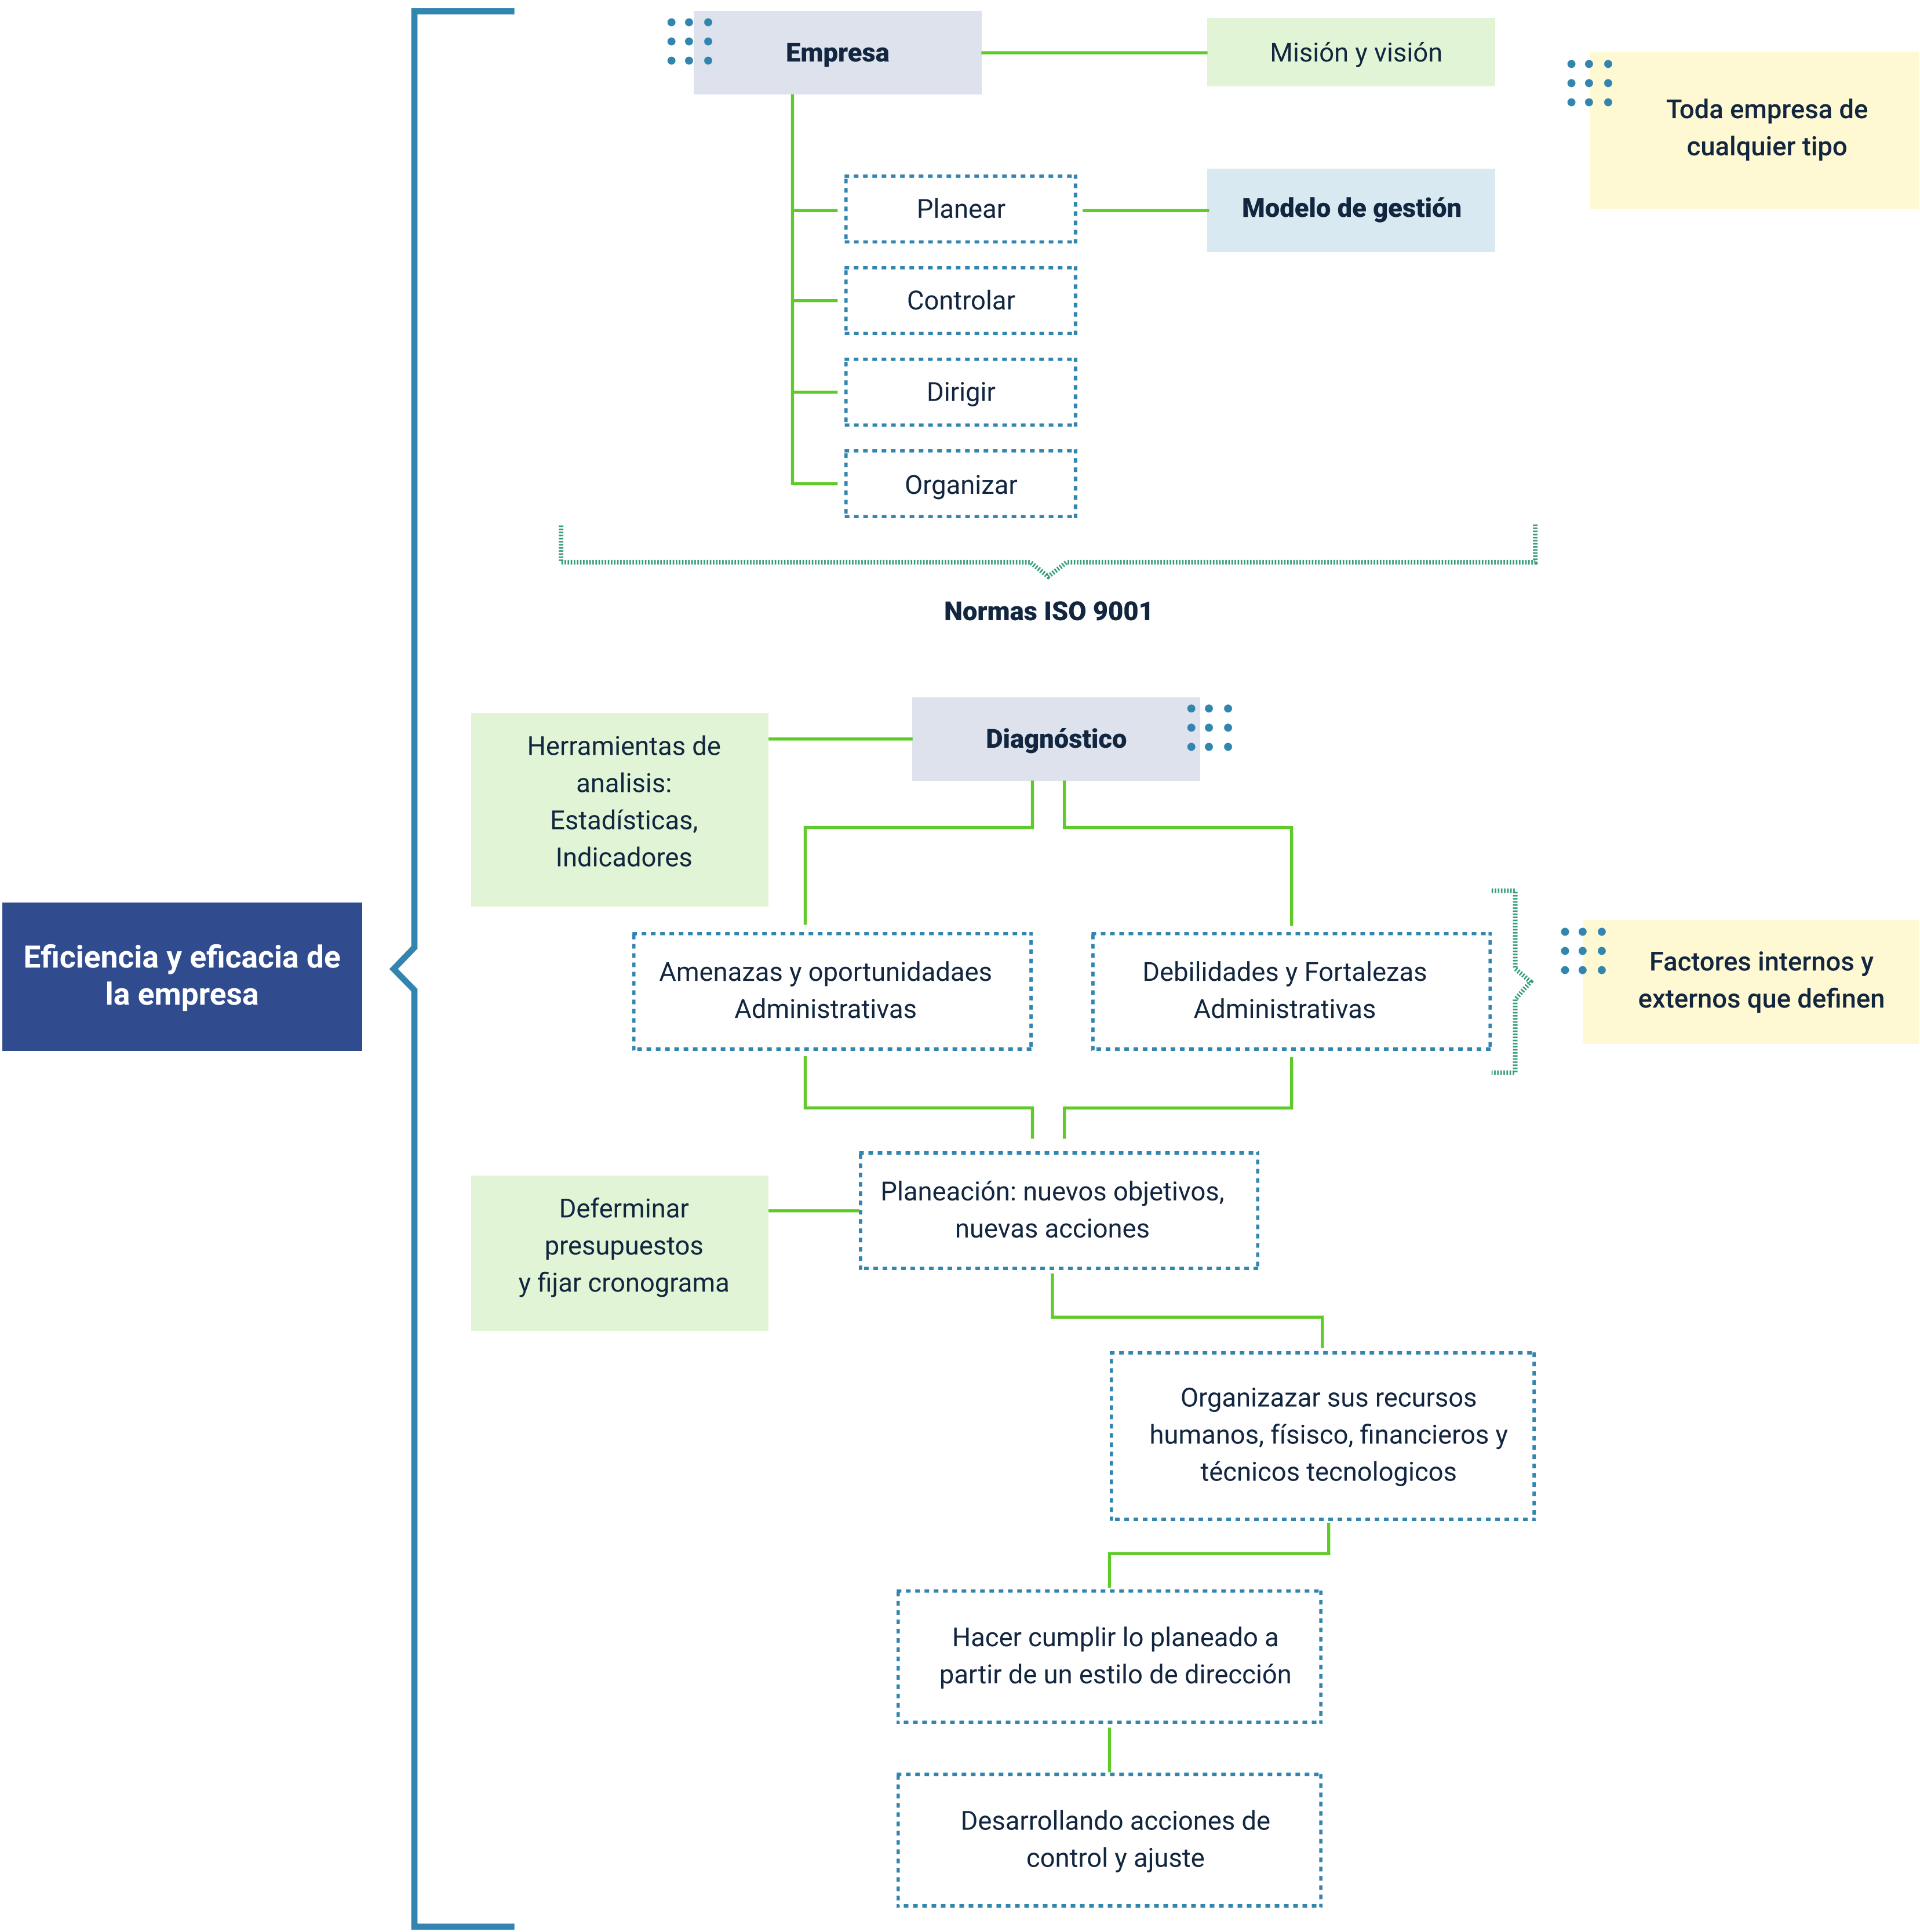 Empresa
Misión y visión
Toda empresa de
cualquier tipo
Planear
Modelo de gestión
Controlar
Dirigir
Organizar
Normas ISO 9001
Herramientas de
analisis:
Estadísticas,
Indicadores
Diagnóstico
Eficiencia y eficacia de
la empresa
Amenazas y oportunidadaes
Administrativas
Debilidades y Fortalezas
Administrativas
Factores internos y
externos que definen
Deferminar
presupuestos
y fijar cronograma
Planeación: nuevos objetivos,
nuevas acciones
Organizazar sus recursos
humanos, físisco, financieros y
técnicos tecnologicos
Hacer cumplir lo planeado a
partir de un estilo de dirección
Desarrollando acciones de
control y ajuste